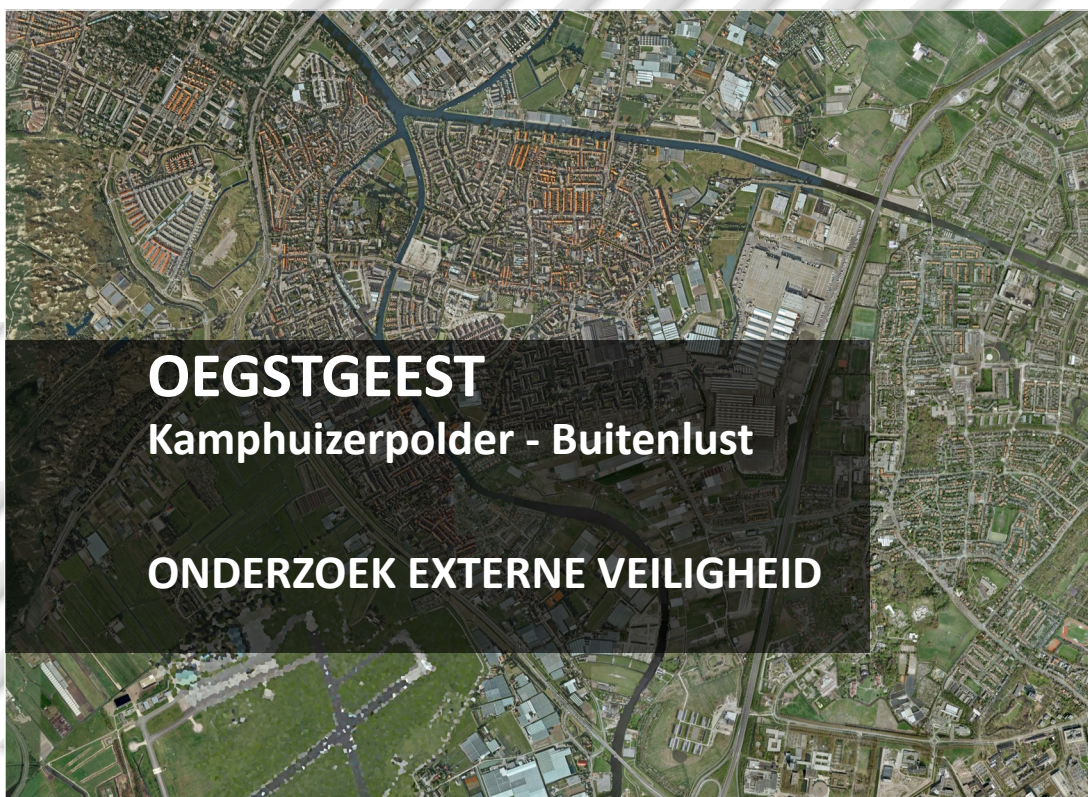 OEGSTGEEST
Kamphuizerpolder - Buitenlust
ONDERZOEK EXTERNE VEILIGHEID